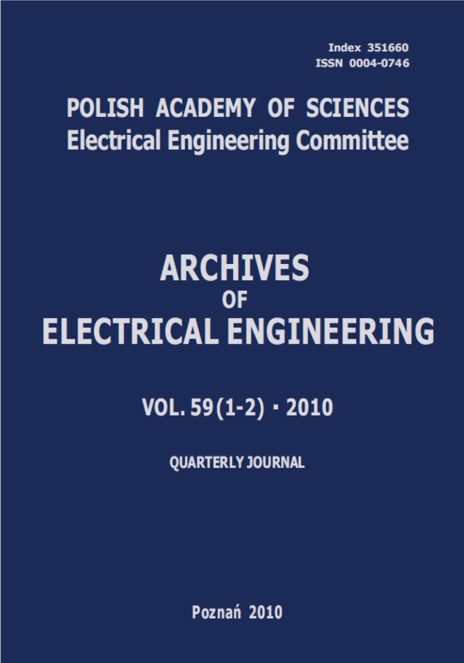 Index 351660
ISSN 0004-0746
POLISH ACADEMY OF SCIENCES
Electrical Engineering Committee
ARCHIVES
OF
ELECTRICAL ENGINEERING
VOL. 59(1-2) · 2010
QUARTERLY JOURNAL
Poznań 2010